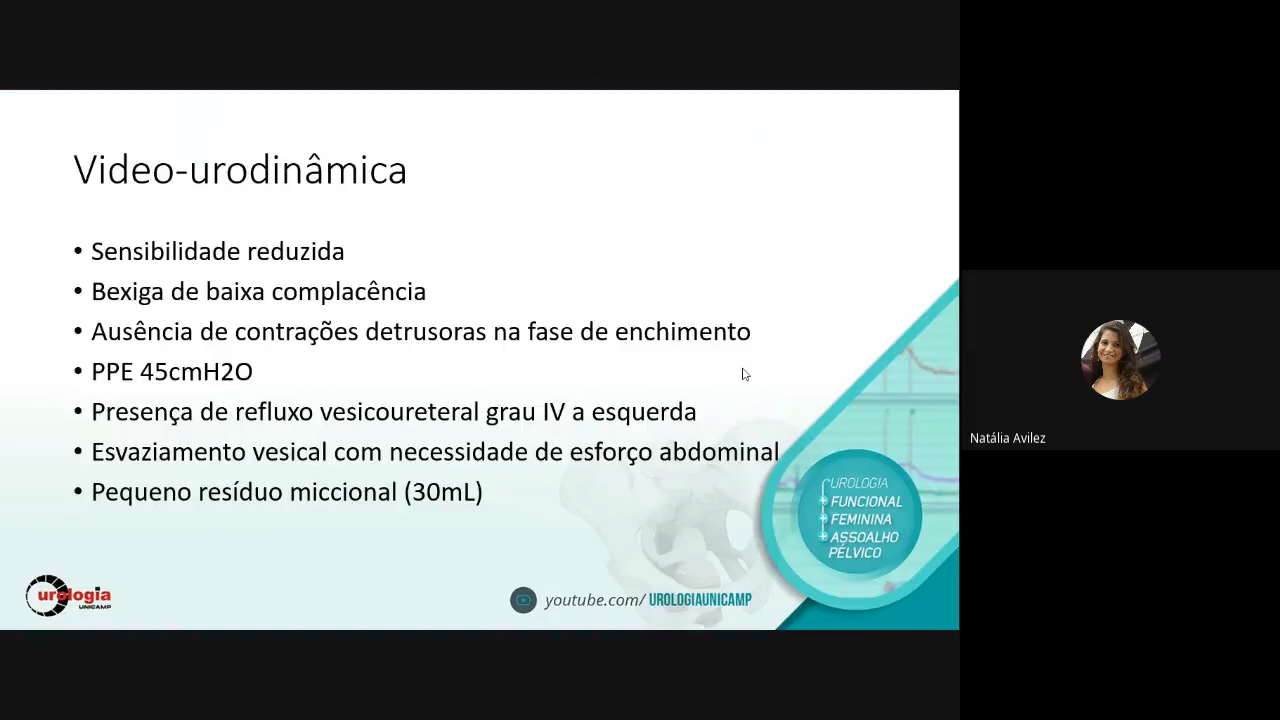 Video-urodinâmica
• Sensibilidade reduzida
• Bexiga de baixa complacência
• Ausência de contrações detrusoras na fase de enchimento
• PPE 45cmH2O
• Presença de refluxo vesicoureteral grau IV a esquerda
• Esvaziamento vesical com necessidade de esforço abdominal
• Pequeno resíduo miccional (30mL)
UROLOGIA
FUNCIONAL
FEMININA
ASSOALHO
PÉLVICO
urologia
UNICAMP
youtube.com/ UROLOGIAUNICAMP
Natália Avilez